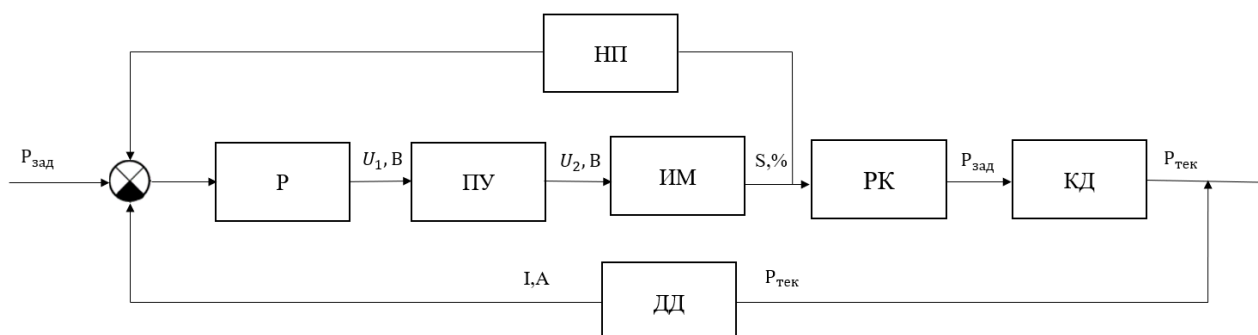 НП
Pзад
Р
U1, В
ПУ
U2, В
ИМ
S,%
РК
Pзад
КД
Pтек
I,А
ДД
Pтек